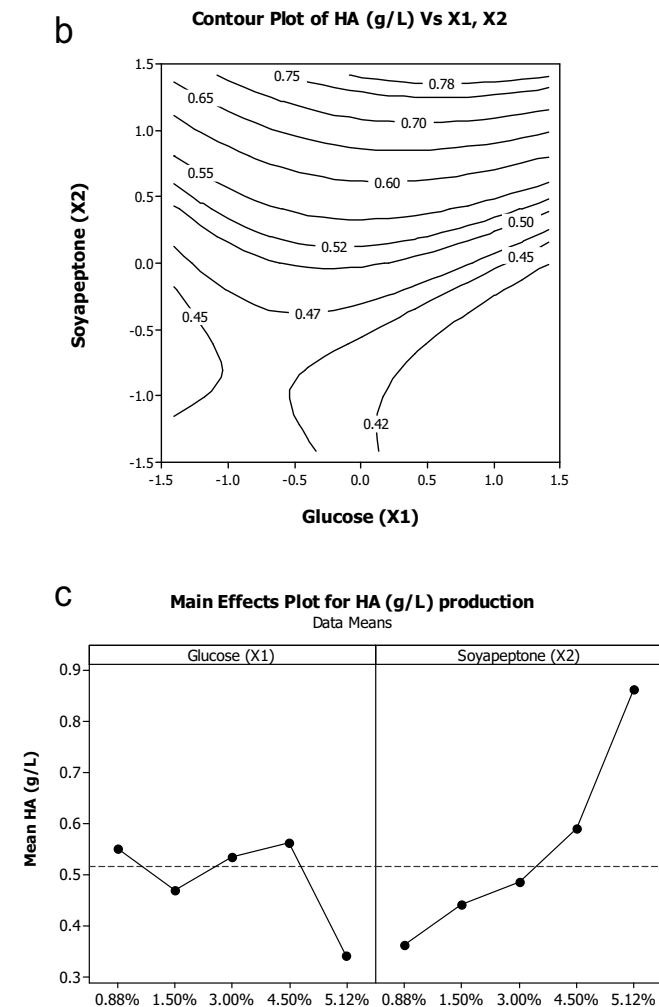 b
Contour Plot of HA (g/L) Vs X1, X2
Soyapeptone (X2)
1.5
1.0
0.5
0.0
-0.5
-1.0
-1.5
0.75
0.78
0.65
0.70
0.55
0.60
0.50
0.52
0.45
0.47
0.45
0.42
-1.5 -1.0 -0.5 0.0 0.5 1.0 1.5
Glucose (X1)
c
Main Effects Plot for HA (g/L) production
Data Means
Glucose (X1) Soyapeptone (X2)
Mean HA (g/L)
0.9
0.8
0.7
0.6
0.5
0.4
0.3
0.88% 1.50% 3.00% 4.50% 5.12% 0.88% 1.50% 3.00% 4.50% 5.12%